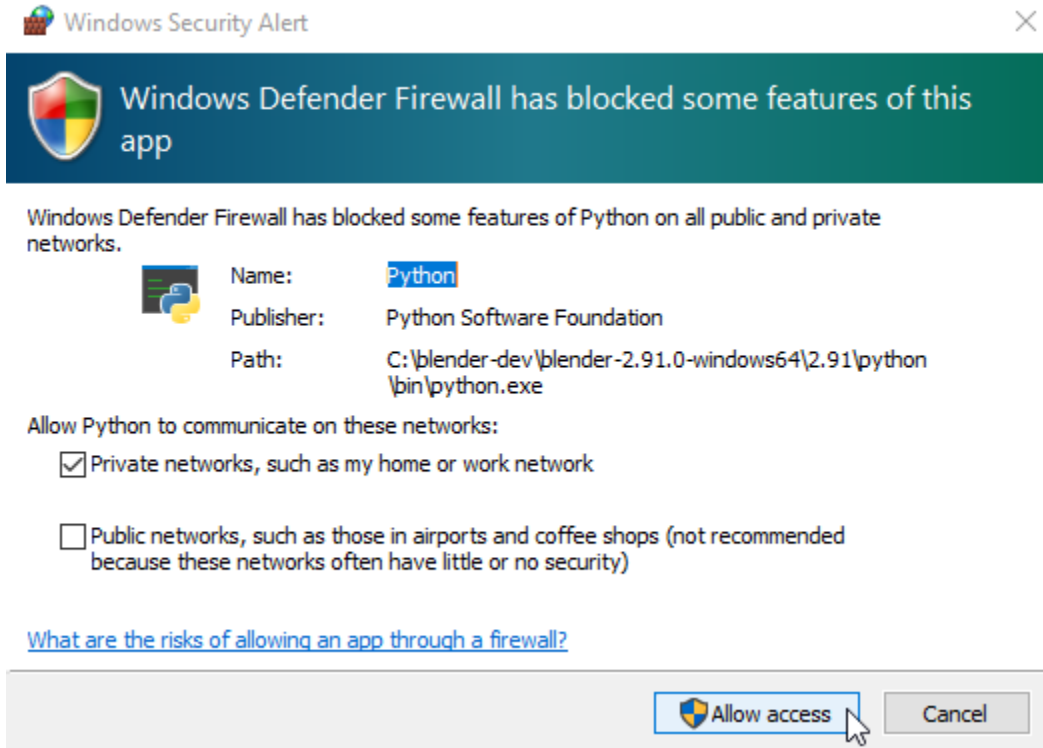 Windows Security Alert
Windows Defender Firewall has blocked some features of this
app
Windows Defender Firewall has blocked some features of Python on all public and private
networks.
Name: Python
Publisher: Python Software Foundation
Path: C:\blender-dev\blender-2.91.0-windows64\2.91\python
\bin\python.exe
Allow Python to communicate on these networks:
Private networks, such as my home or work network
Public networks, such as those in airports and coffee shops (not recommended
because these networks often have little or no security)
What are the risks of allowing an app through a firewall?
Allow access Cancel